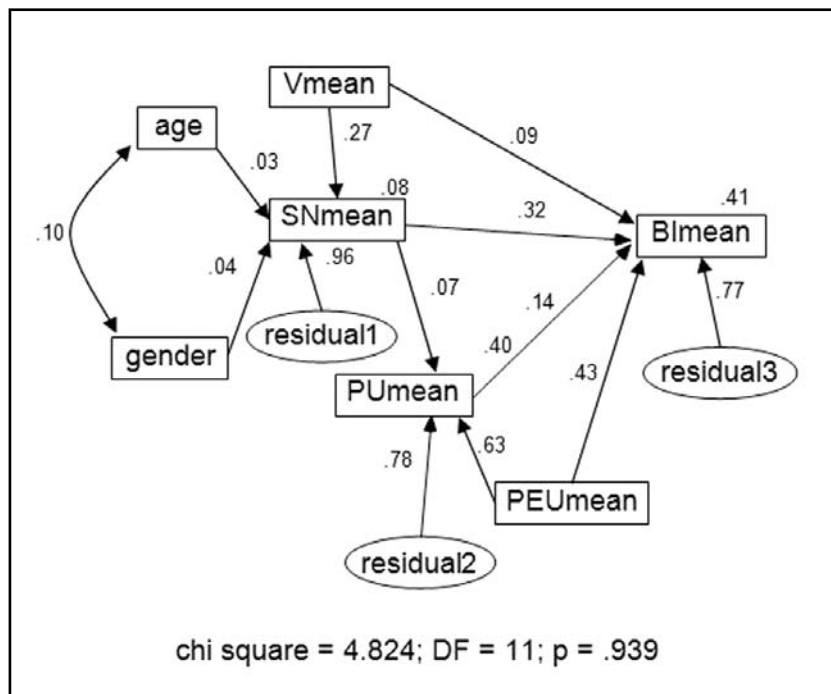 Vmean
age
.27
.09
.03
.08
SNmean
.32
.41
BImean
.10
.04
.96
.07
.77
residual1
.14
gender
.40
.43
residual3
PUmean
.78
.63
PEUmean
residual2
chi square = 4.824; DF = 11; p = .939